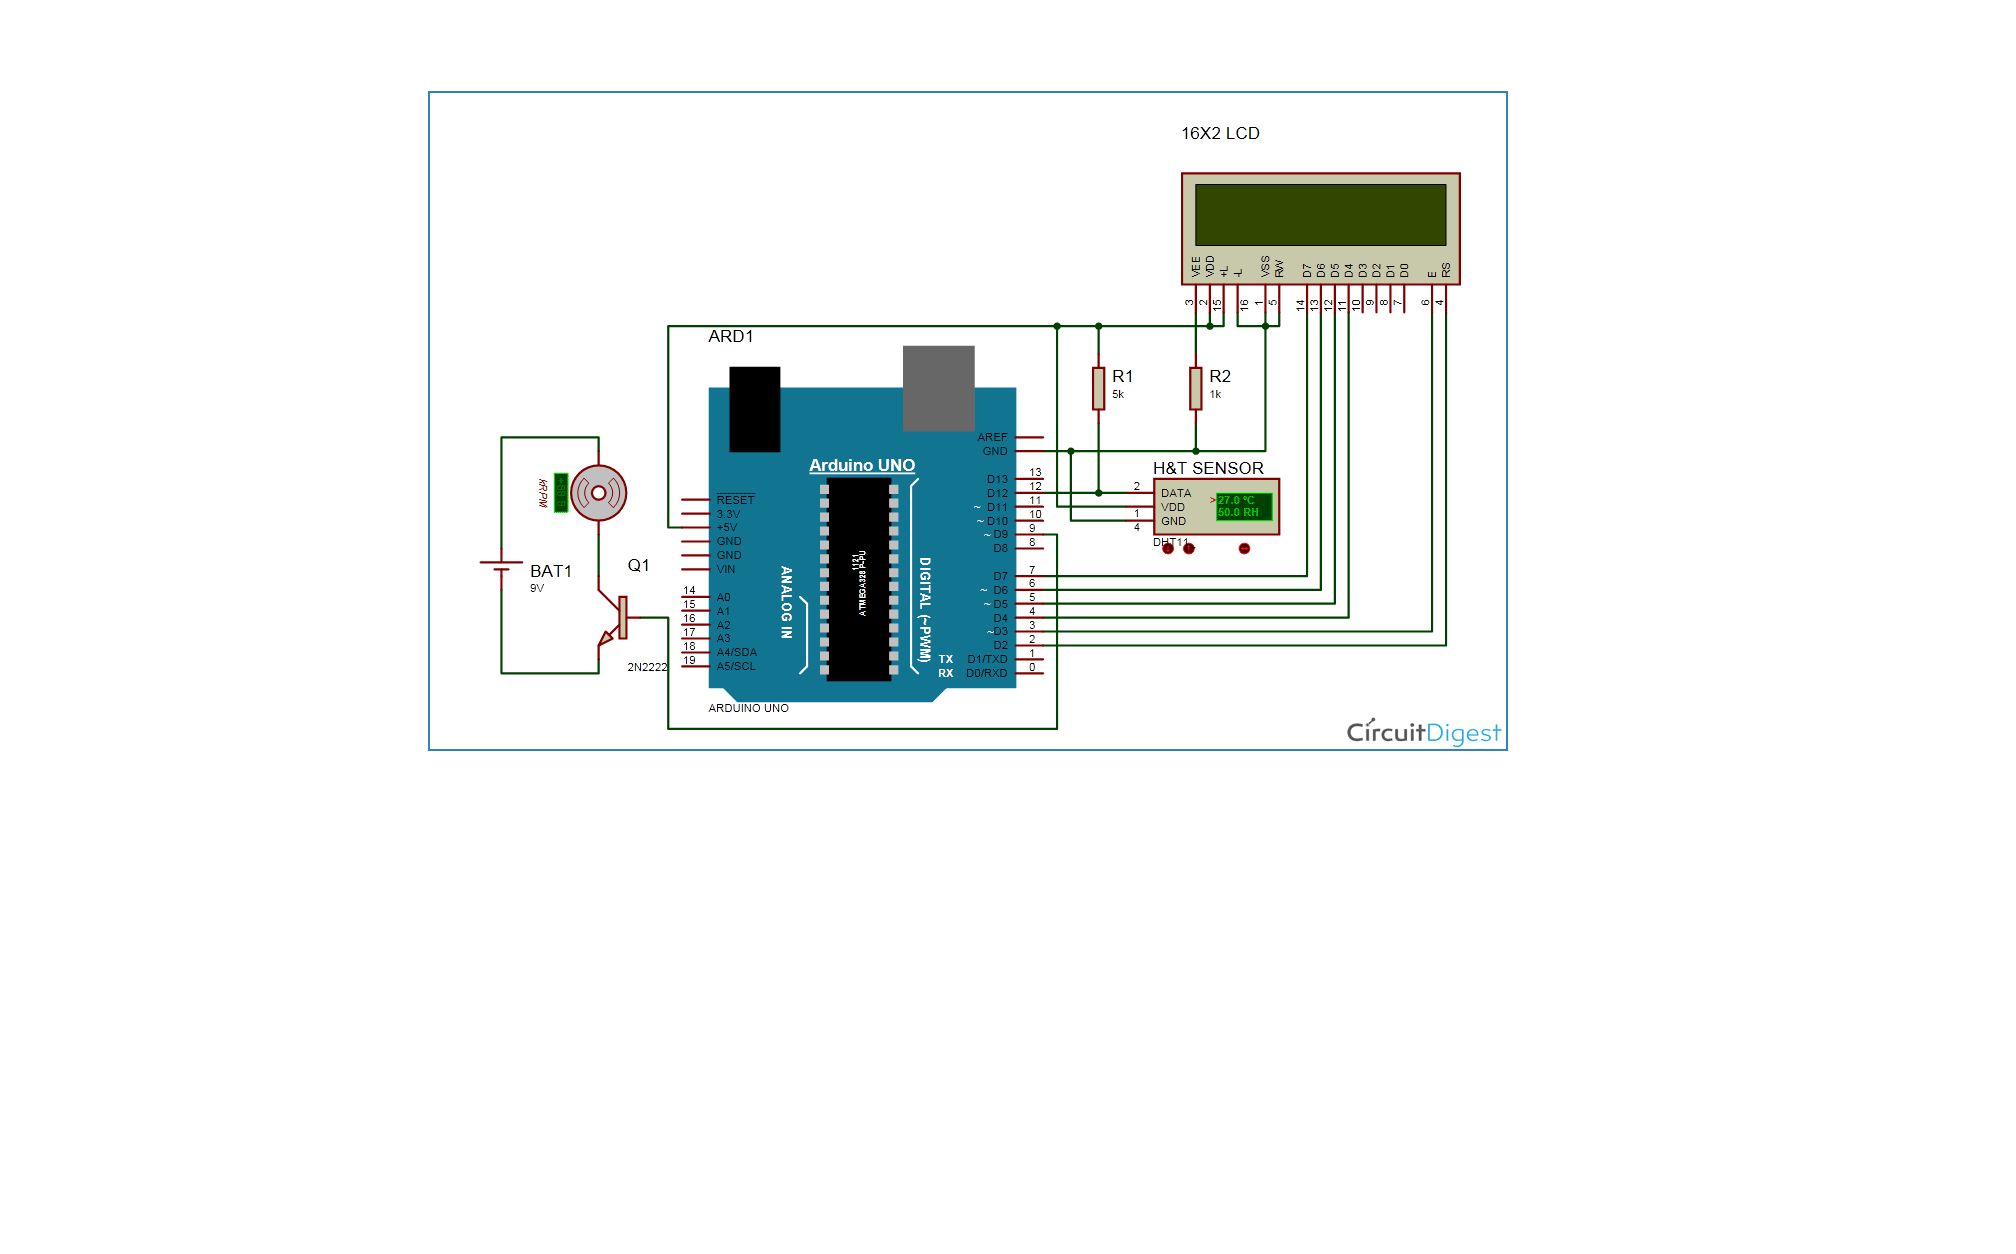 16X2 LCD
VEE
VDD
+L
-L
VSS
RW
D7
D6
D5
D4
D3
D2
D1
D0
E
RS
3
2
15
16
1
5
14
13
12
11
10
9
8
7
6
4
ARD1
R1
5k
R2
1k
AREF
GND
Arduino UNO
H&T SENSOR
2
DATA
VDD
1
GND
4
>27.0 °C
50.0 RH
DHT11
13
D13
12
D12
11
~ D11
10
~ D10
9
~ D9
8
D8
7
D7
6
~ D6
5
~ D5
4
D4
3
~D3
2
D2
1
TX D1/TXD
0
RX D0/RXD
RESET
3.3V
+5V
GND
GND
VIN
14 A0
15 A1
16 A2
17 A3
18 A4/SDA
19 A5/SCL
ANALOG IN
1121
ATMEGA328 P-PU
DIGITAL (~PWM)
kRPM
BAT1
9V
Q1
2N2222
ARDUINO UNO
CircuitDigest